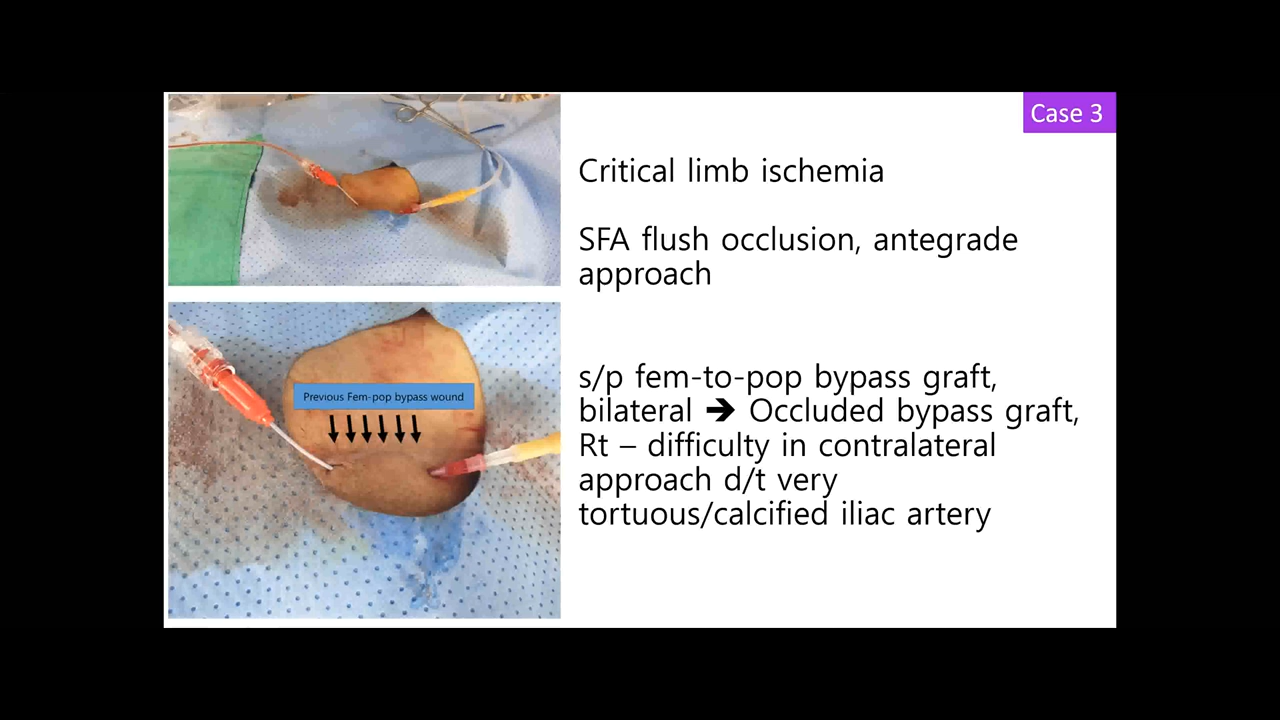 Case 3
Critical limb ischemia
SFA flush occlusion, antegrade
approach
Previous Fem-pop bypass wound
s/p fem-to-pop bypass graft,
bilateral ➔ Occluded bypass graft,
Rt – difficulty in contralateral
approach d/t very
tortuous/calcified iliac artery